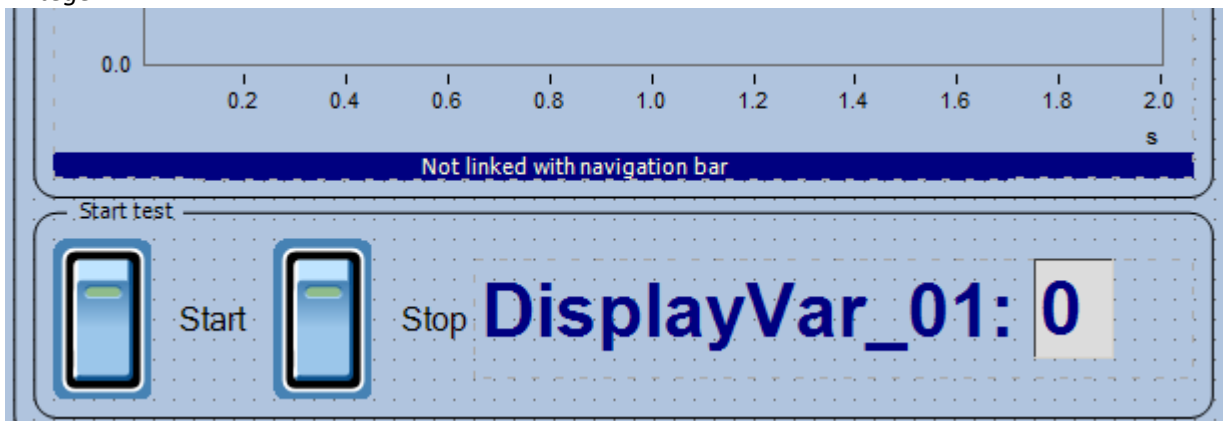 0.0
0.2 0.4 0.6 0.8 1.0 1.2 1.4 1.6 1.8 2.0
s
Not linked with navigation bar
Start test
Start Stop DisplayVar_01: 0